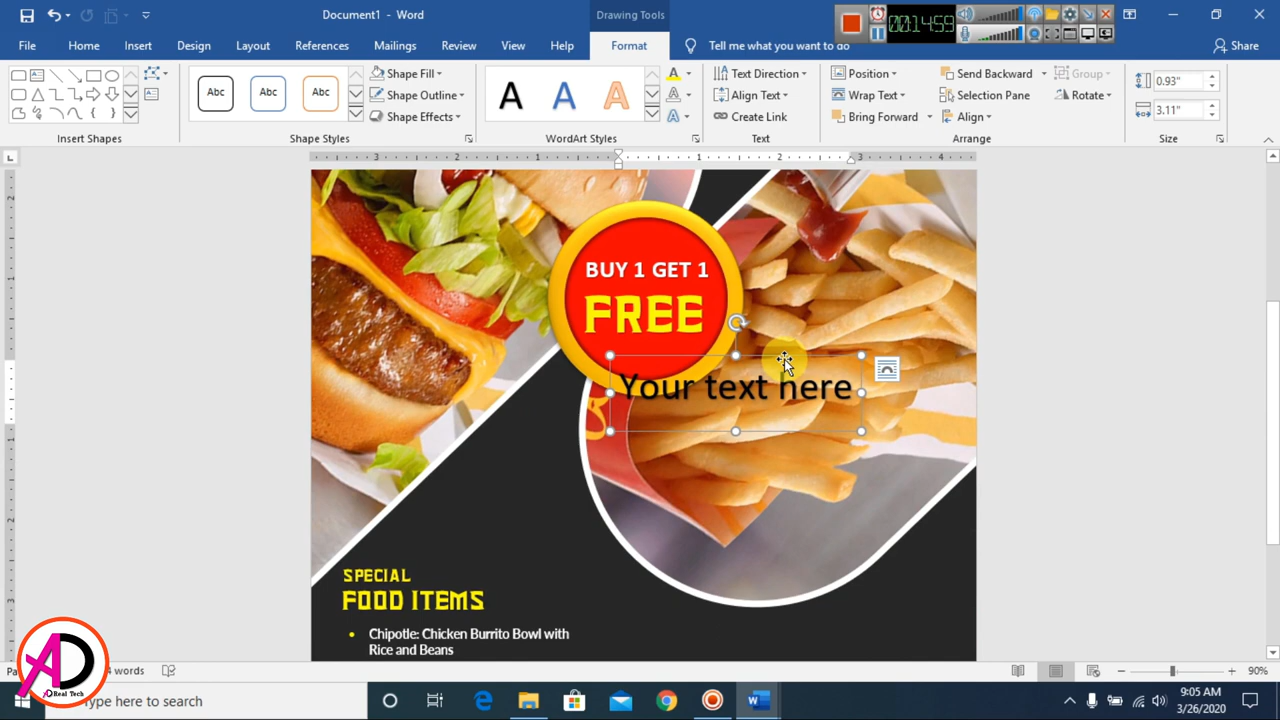 Document1 - Word
Drawing Tools
00:14:59
File
Home
Insert
Design
Layout
References
Mailings
Review
View
Help
Format
Tell me what you want to do
Share
Abc
Abc
Abc
Shape Fill
Shape Outline
Shape Effects
A
A
A
Text Direction
Align Text
Create Link
Position
Wrap Text
Bring Forward
Send Backward
Selection Pane
Align
Group
Rotate
0.93"
3.11"
Insert Shapes
Shape Styles
WordArt Styles
Text
Arrange
Size
BUY 1 GET 1
FREE
Your text here
SPECIAL
FOOD ITEMS
• Chipotle: Chicken Burrito Bowl with
Rice and Beans
words
90%
AD
AD Real Tech
Type here to search
9:05 AM
3/26/2020